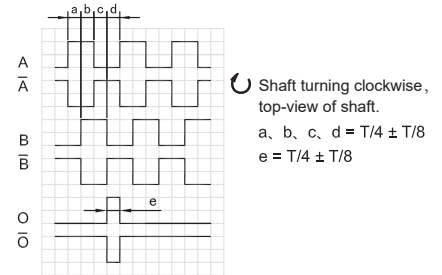 a b c d
A
A̅
B
B̅
e
O
O̅
Shaft turning clockwise,
top-view of shaft.
a、b、c、d = T/4 ± T/8
e = T/4 ± T/8